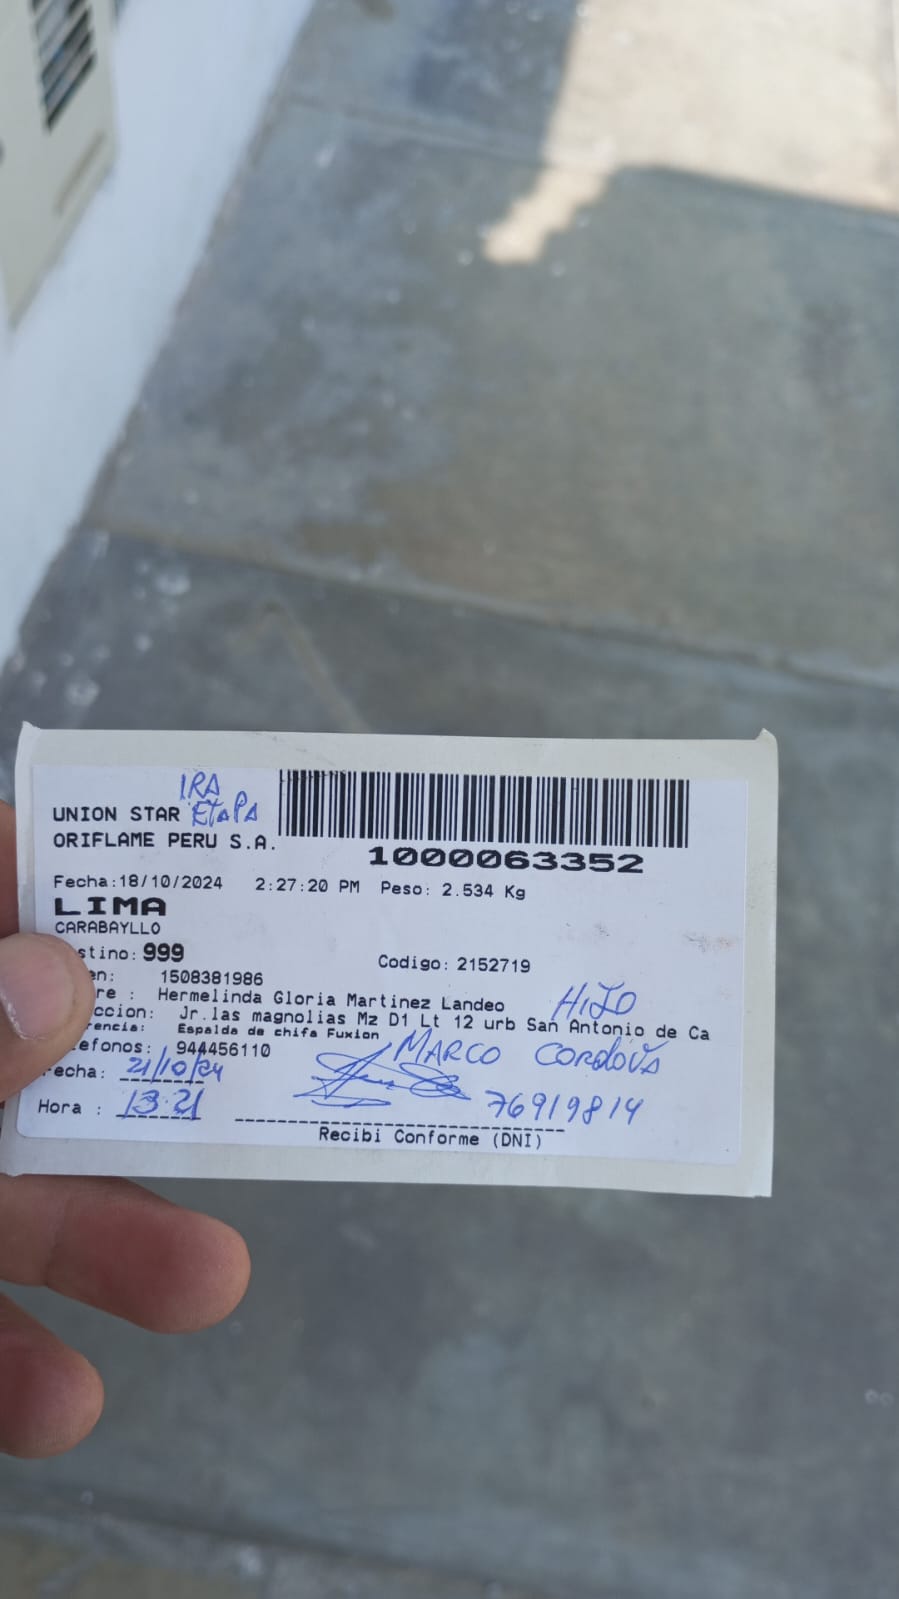 IRA
UNION STAR ETAPA
ORIFLAME PERU S.A.
1000063352
Fecha:18/10/2024 2:27:20 PM Peso: 2.534 Kg
LIMA
CARABAYLLO
stino: 999
Codigo: 2152719
en: 1508381986
re : Hermelinda Gloria Martinez Landeo HIJO
ccion: Jr.las magnolias Mz D1 Lt 12 urb San Antonio de Ca
rencia: Espalda de chifa Fuxion
efonos: 944456110 MARCO CORDOVA
echa: 21/10/24
Hora : 13:21 76919814
Recibi Conforme (DNI)